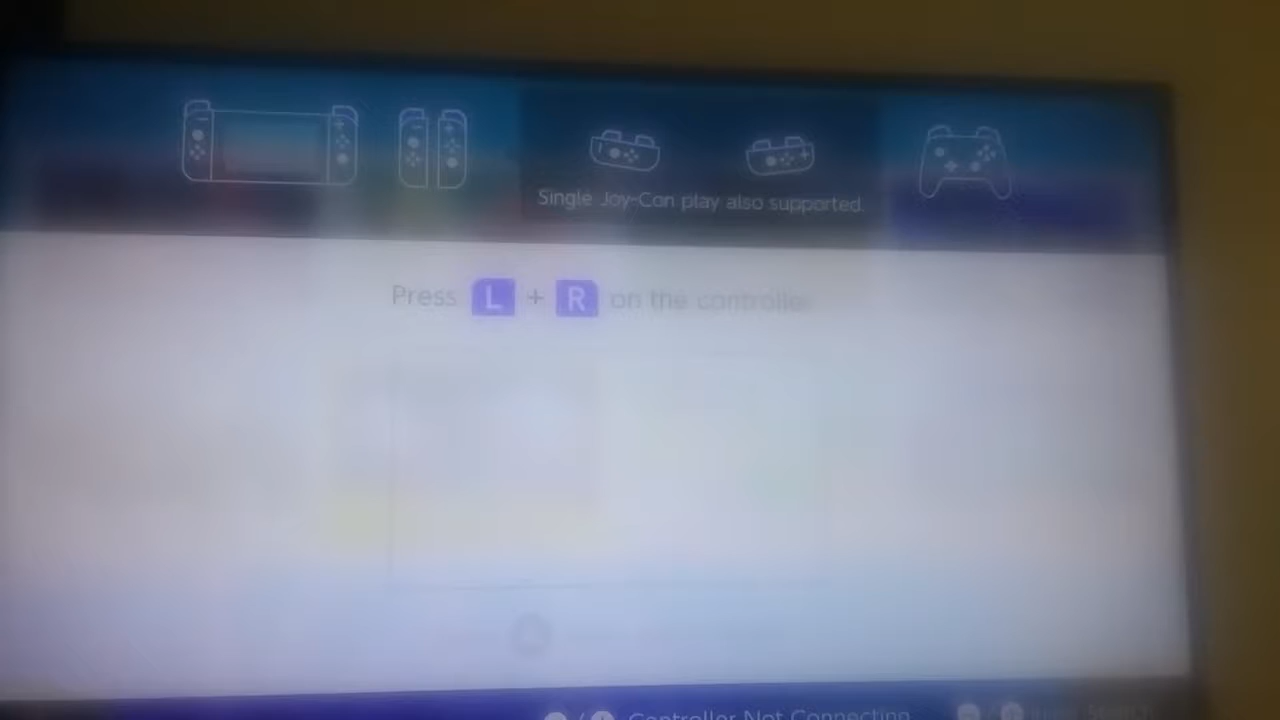 Single Joy-Con play also supported.
Press L + R on the controller
Controller Not Connecting